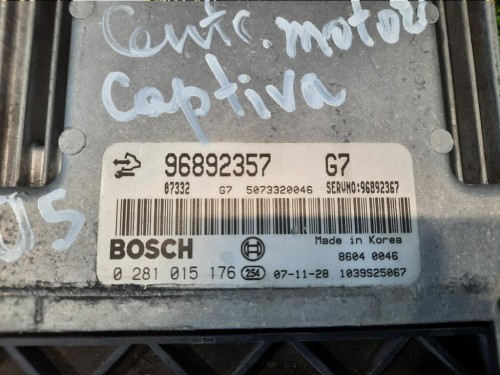 Centr. motor
Captiva
05
96892357 G7
07332 G7 5073320046 SERVNO:96892367
BOSCH
Made in Korea
8604 0046
0 281 015 176 254 07-11-28 1039S25067